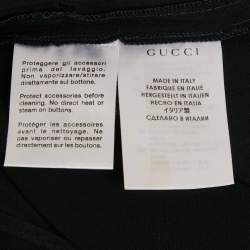 Proteggere gli accessori
prima del lavaggio.
Non vaporizzare/stirare
direttamente sul bottone.
Protect accessories
before cleaning.
No direct heat or
steam on buttons.
Protéger les accessoires
avant le nettoyage. Ne
pas vaporiser ou repasser
directement sur les
boutons.
GUCCI
MADE IN ITALY
FABRIQUÉ EN ITALIE
HERGESTELLT IN ITALIEN
HECHO EN ITALIA
イタリア製
СДЕЛАНО В ИТАЛИИ